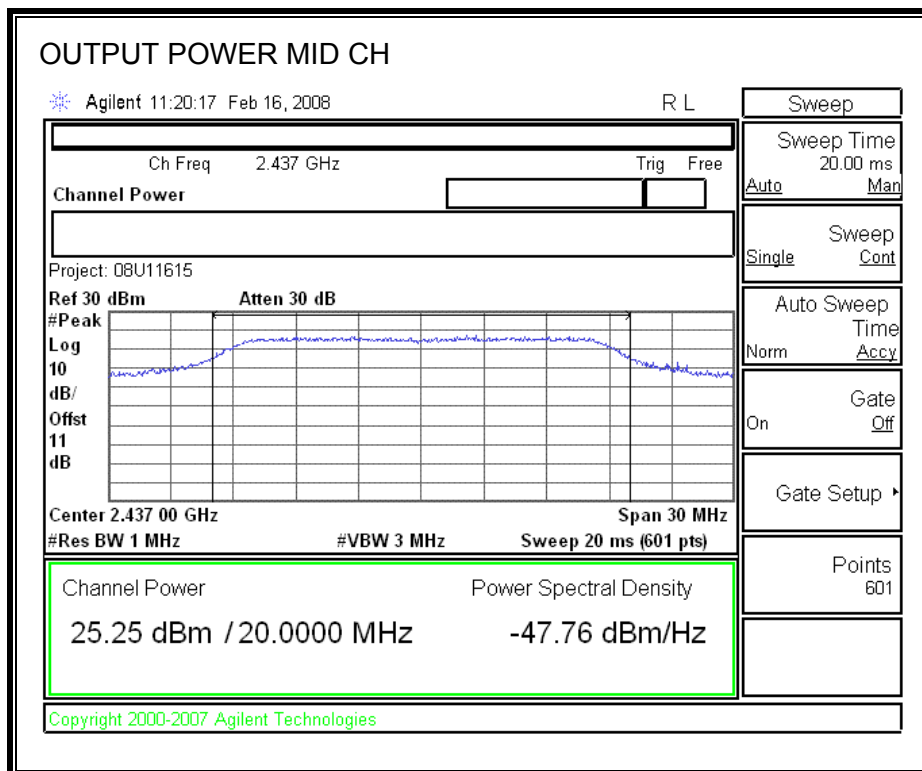 OUTPUT POWER MID CH
Agilent 11:20:17 Feb 16, 2008 R L
Ch Freq 2.437 GHz Trig Free
Channel Power
Project: 08U11615
Ref 30 dBm Atten 30 dB
#Peak
Log
10
dB/
Offst
11
dB
Center 2.437 00 GHz Span 30 MHz
#Res BW 1 MHz #VBW 3 MHz Sweep 20 ms (601 pts)
Channel Power Power Spectral Density
25.25 dBm / 20.0000 MHz -47.76 dBm/Hz
Copyright 2000-2007 Agilent Technologies
Sweep
Sweep Time
20.00 ms
Auto Man
Sweep
Single Cont
Auto Sweep
Time
Norm Accy
Gate
On Off
Gate Setup
Points
601